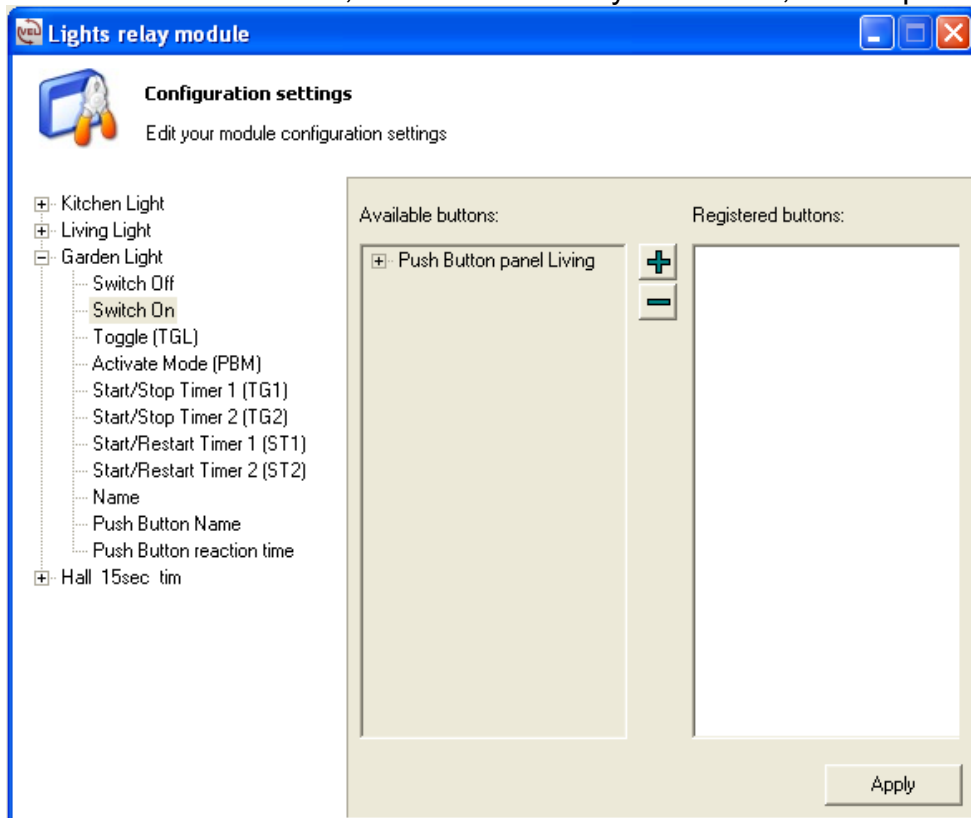 Lights relay module
Configuration settings
Edit your module configuration settings
Kitchen Light
Living Light
Garden Light
Switch Off
Switch On
Toggle (TGL)
Activate Mode (PBM)
Start/Stop Timer 1 (TG1)
Start/Stop Timer 2 (TG2)
Start/Restart Timer 1 (ST1)
Start/Restart Timer 2 (ST2)
Name
Push Button Name
Push Button reaction time
Hall 15sec tim
Available buttons:
Push Button panel Living
Registered buttons:
Apply